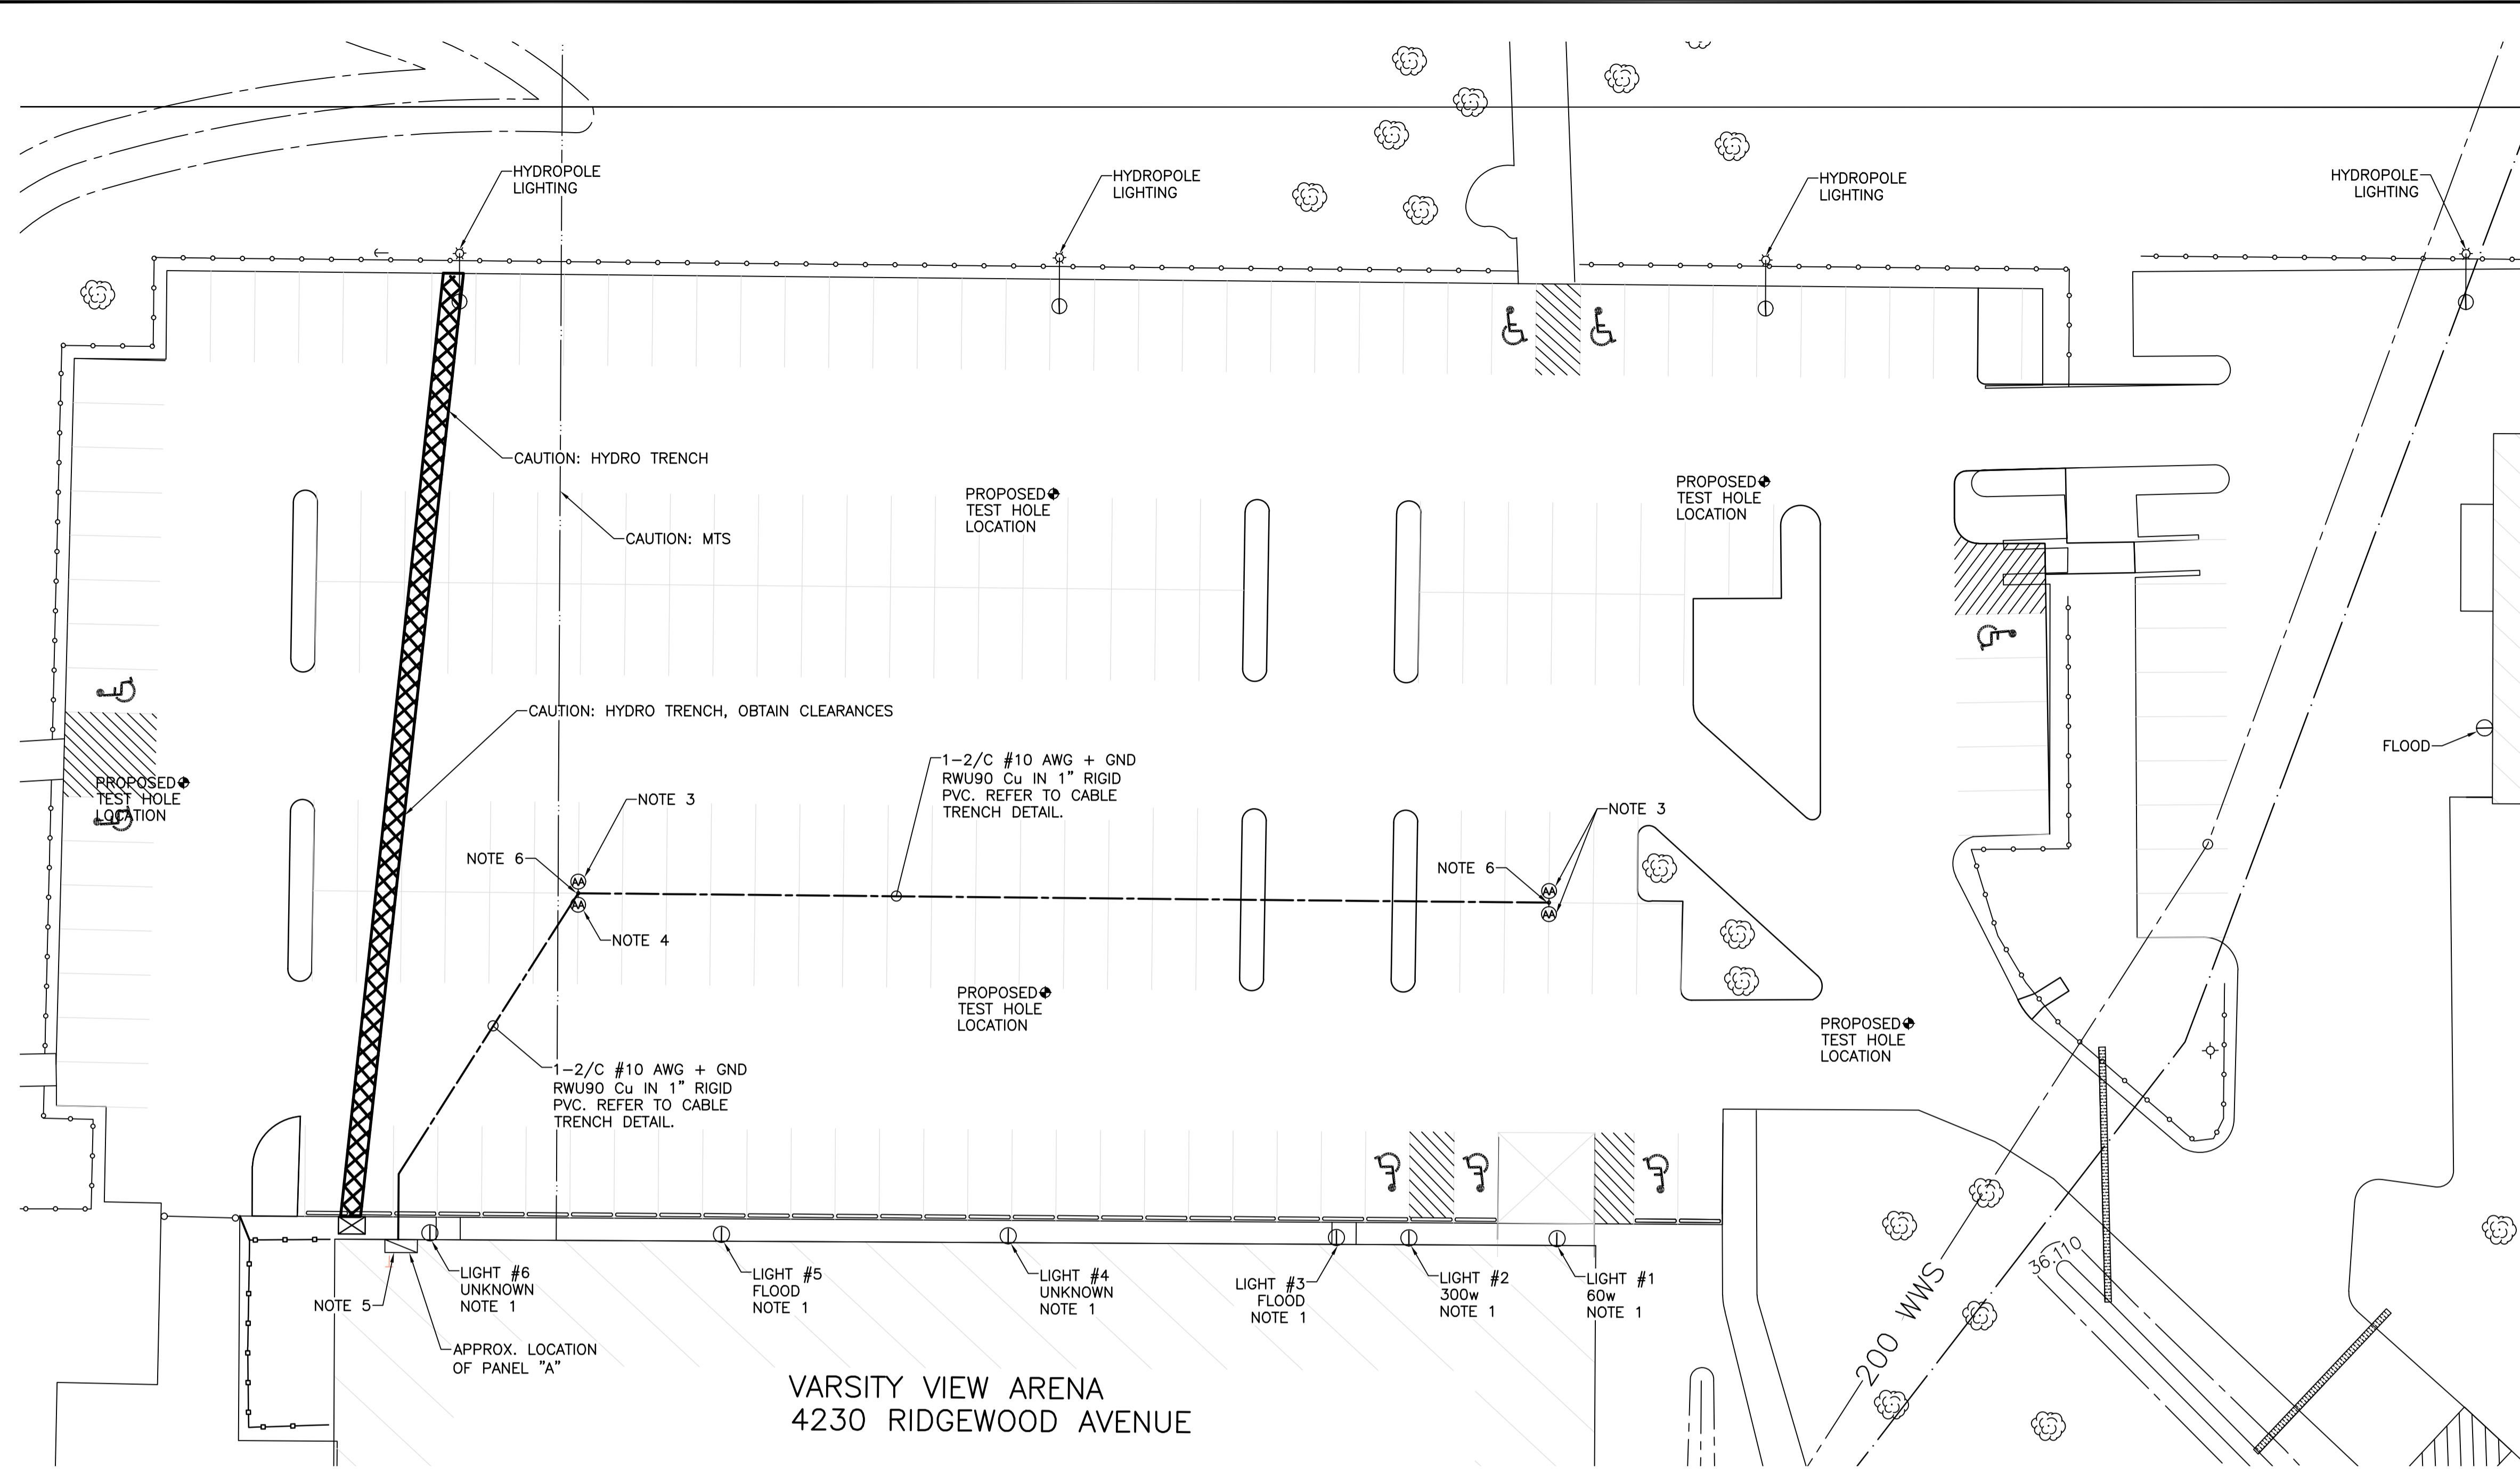 HYDROPOLE
LIGHTING
HYDROPOLE
LIGHTING
HYDROPOLE
LIGHTING
HYDROPOLE
LIGHTING
CAUTION: HYDRO TRENCH
PROPOSED
TEST HOLE
LOCATION
PROPOSED
TEST HOLE
LOCATION
CAUTION: MTS
CAUTION: HYDRO TRENCH, OBTAIN CLEARANCES
FLOOD
1-2/C #10 AWG + GND
RWU90 Cu IN 1" RIGID
PVC. REFER TO CABLE
TRENCH DETAIL.
PROPOSED
TEST HOLE
LOCATION
NOTE 3
NOTE 3
NOTE 6
NOTE 6
AA
AA
AA
AA
NOTE 4
PROPOSED
TEST HOLE
LOCATION
PROPOSED
TEST HOLE
LOCATION
1-2/C #10 AWG + GND
RWU90 Cu IN 1" RIGID
PVC. REFER TO CABLE
TRENCH DETAIL.
LIGHT #6
UNKNOWN
NOTE 1
LIGHT #5
FLOOD
NOTE 1
LIGHT #4
UNKNOWN
NOTE 1
LIGHT #3
FLOOD
NOTE 1
LIGHT #2
300w
NOTE 1
LIGHT #1
60w
NOTE 1
NOTE 5
APPROX. LOCATION
OF PANEL "A"
200 WWS
36.110
VARSITY VIEW ARENA
4230 RIDGEWOOD AVENUE